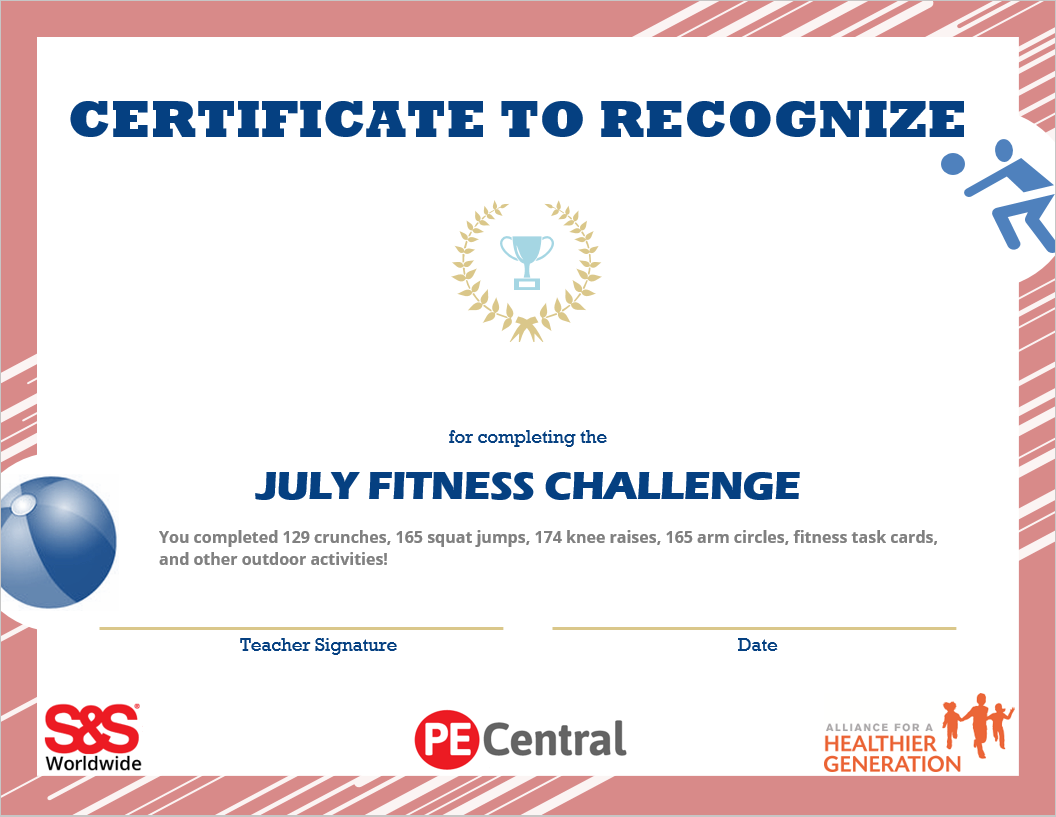 CERTIFICATE TO RECOGNIZE
for completing the
JULY FITNESS CHALLENGE
You completed 129 crunches, 165 squat jumps, 174 knee raises, 165 arm circles, fitness task cards,
and other outdoor activities!
Teacher Signature
Date
S&S®
Worldwide
PE Central
ALLIANCE FOR A
HEALTHIER
GENERATION